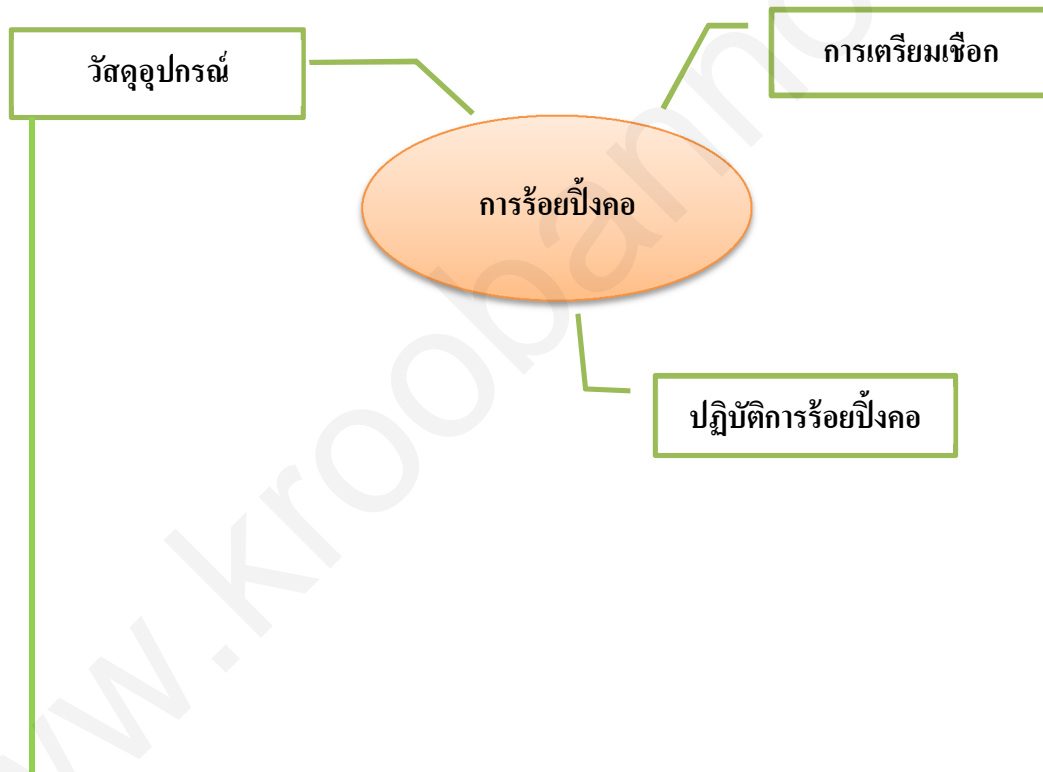 วัสดุอุปกรณ์
การเตรียมเชือก
การร้อยปิ้งคอ
ปฏิบัติการร้อยปิ้งคอ